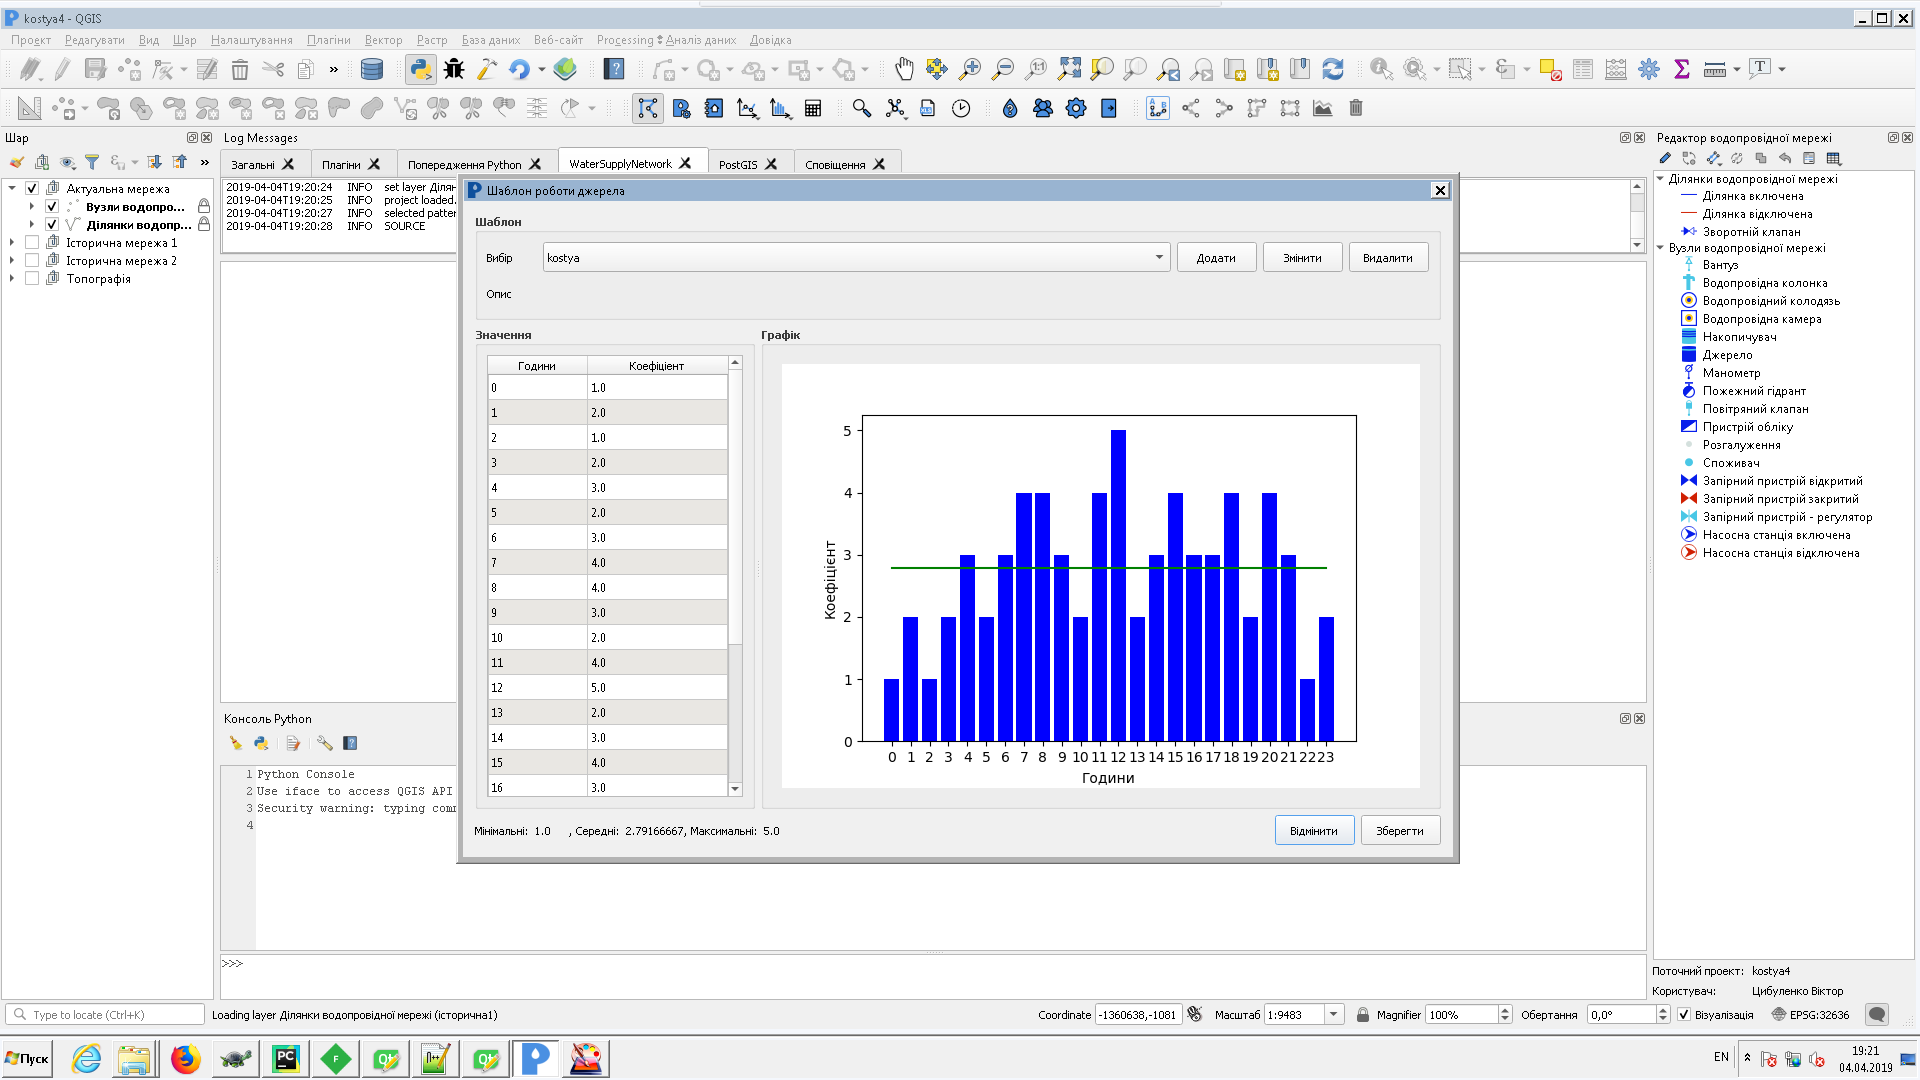 kostya4 - QGIS
Проєкт Редагувати Вид Шар Налаштування Плагіни Вектор Растр База даних Веб-сайт Processing Аналіз даних Довідка
Шар
Log Messages
Редактор водопровідної мережі
Загальні Плагіни Попередження Python WaterSupplyNetwork PostGIS Сповіщення
Актуальна мережа
Вузли водопро...
Ділянки водопр...
Історична мережа 1
Історична мережа 2
Топографія
2019-04-04T19:20:24 INFO set layer Ділян
2019-04-04T19:20:25 INFO project loaded.
2019-04-04T19:20:27 INFO selected patter
2019-04-04T19:20:28 INFO SOURCE
Шаблон роботи джерела
Шаблон
Вибір kostya Додати Змінити Видалити
Опис
Значення
Години Коефіцієнт
0 1.0
1 2.0
2 1.0
3 2.0
4 3.0
5 2.0
6 3.0
7 4.0
8 4.0
9 3.0
10 2.0
11 4.0
12 5.0
13 2.0
14 3.0
15 4.0
16 3.0
Графік
5
4
3
2
1
0
Коефіцієнт
0 1 2 3 4 5 6 7 8 9 10 11 12 13 14 15 16 17 18 19 20 21 22 23
Години
Мінімальні: 1.0 , Середні: 2.79166667, Максимальні: 5.0
Відмінити Зберегти
Ділянки водопровідної мережі
Ділянка включена
Ділянка відключена
Зворотній клапан
Вузли водопровідної мережі
Вантуз
Водопровідна колонка
Водопровідний колодязь
Водопровідна камера
Накопичувач
Джерело
Манометр
Пожежний гідрант
Повітряний клапан
Пристрій обліку
Розгалуження
Споживач
Запірний пристрій відкритий
Запірний пристрій закритий
Запірний пристрій - регулятор
Насосна станція включена
Насосна станція відключена
Консоль Python
1 Python Console
2 Use iface to access QGIS API
3 Security warning: typing com
4
>>>
Поточний проект: kostya4
Користувач: Цибуленко Віктор
Type to locate (Ctrl+K) Loading layer Ділянки водопровідної мережі (історична1) Coordinate -1360638,-1081 Масштаб 1:9483 Magnifier 100% Обертання 0,0° Візуалізація EPSG:32636
Пуск
EN
19:21
04.04.2019